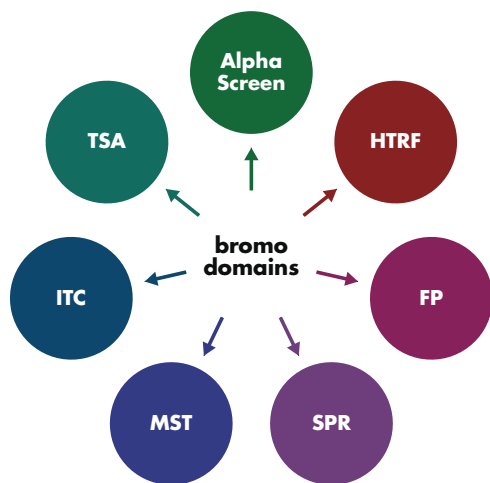 Alpha
Screen
TSA
HTRF
bromo
domains
ITC
FP
MST
SPR